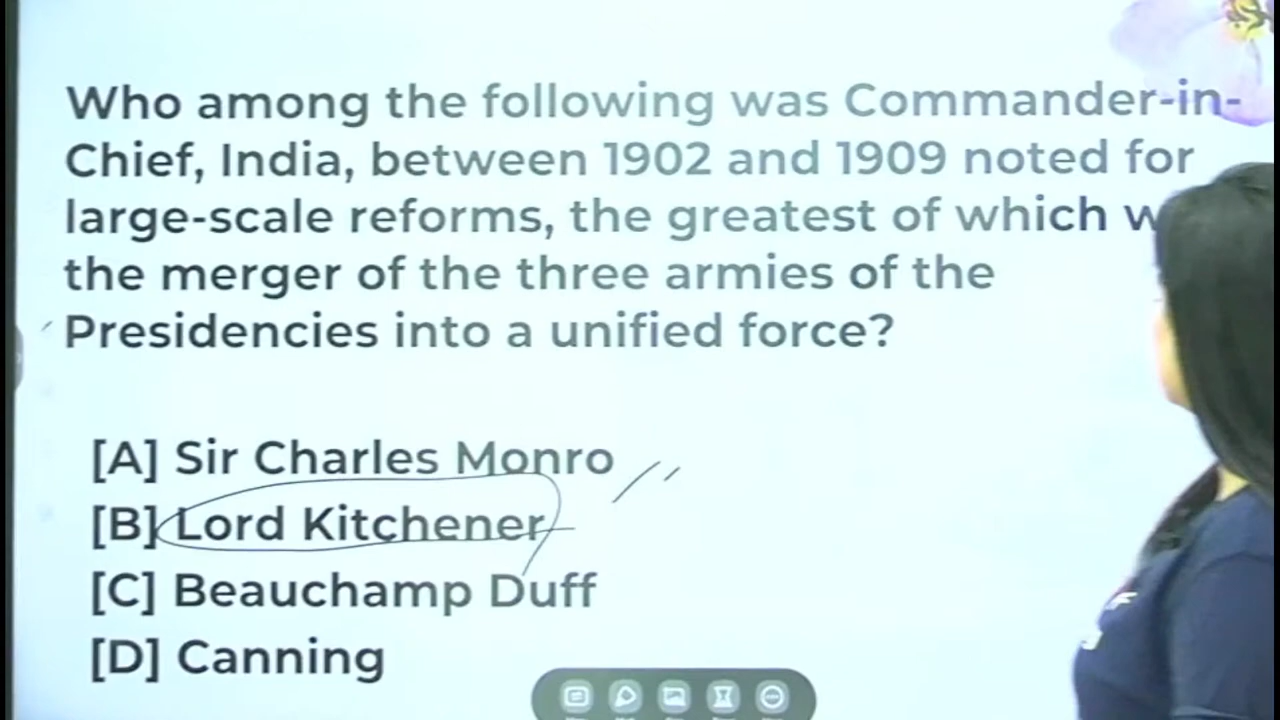 Who among the following was Commander-in-
Chief, India, between 1902 and 1909 noted for
large-scale reforms, the greatest of which
the merger of the three armies of the
Presidencies into a unified force?
[A] Sir Charles Monro
[B] Lord Kitchener
[C] Beauchamp Duff
[D] Canning